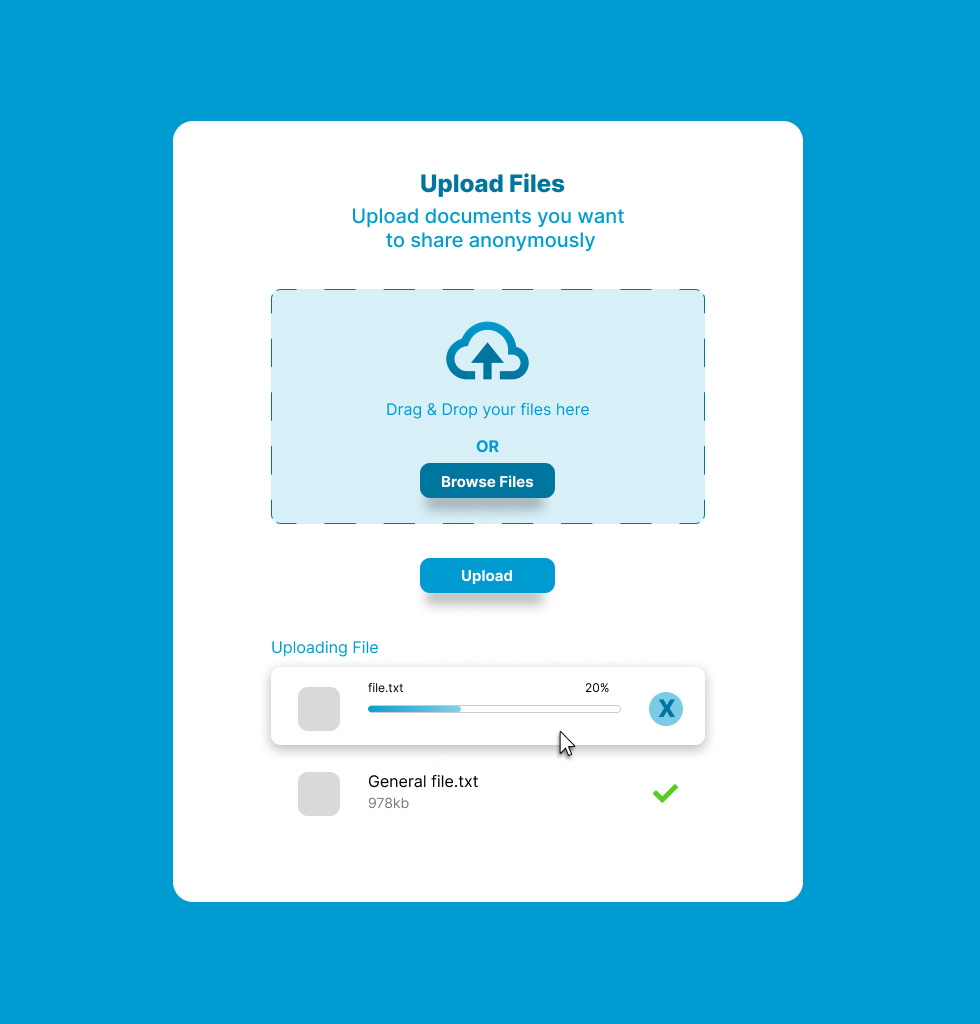 Upload Files
Upload documents you want
to share anonymously
Drag & Drop your files here
OR
Browse Files
Upload
Uploading File
file.txt 20%
X
General file.txt
978kb